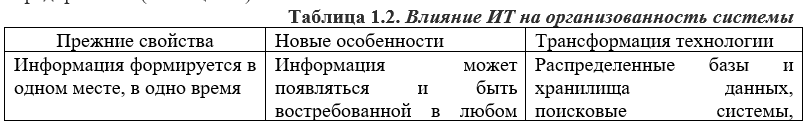 Таблица 1.2. Влияние ИТ на организованность системы
Прежние свойства Новые особенности Трансформация технологии
Информация формируется в одном месте, в одно время
Информация может появляться и быть востребованной в любом
Распределенные базы и хранилища данных, поисковые системы,